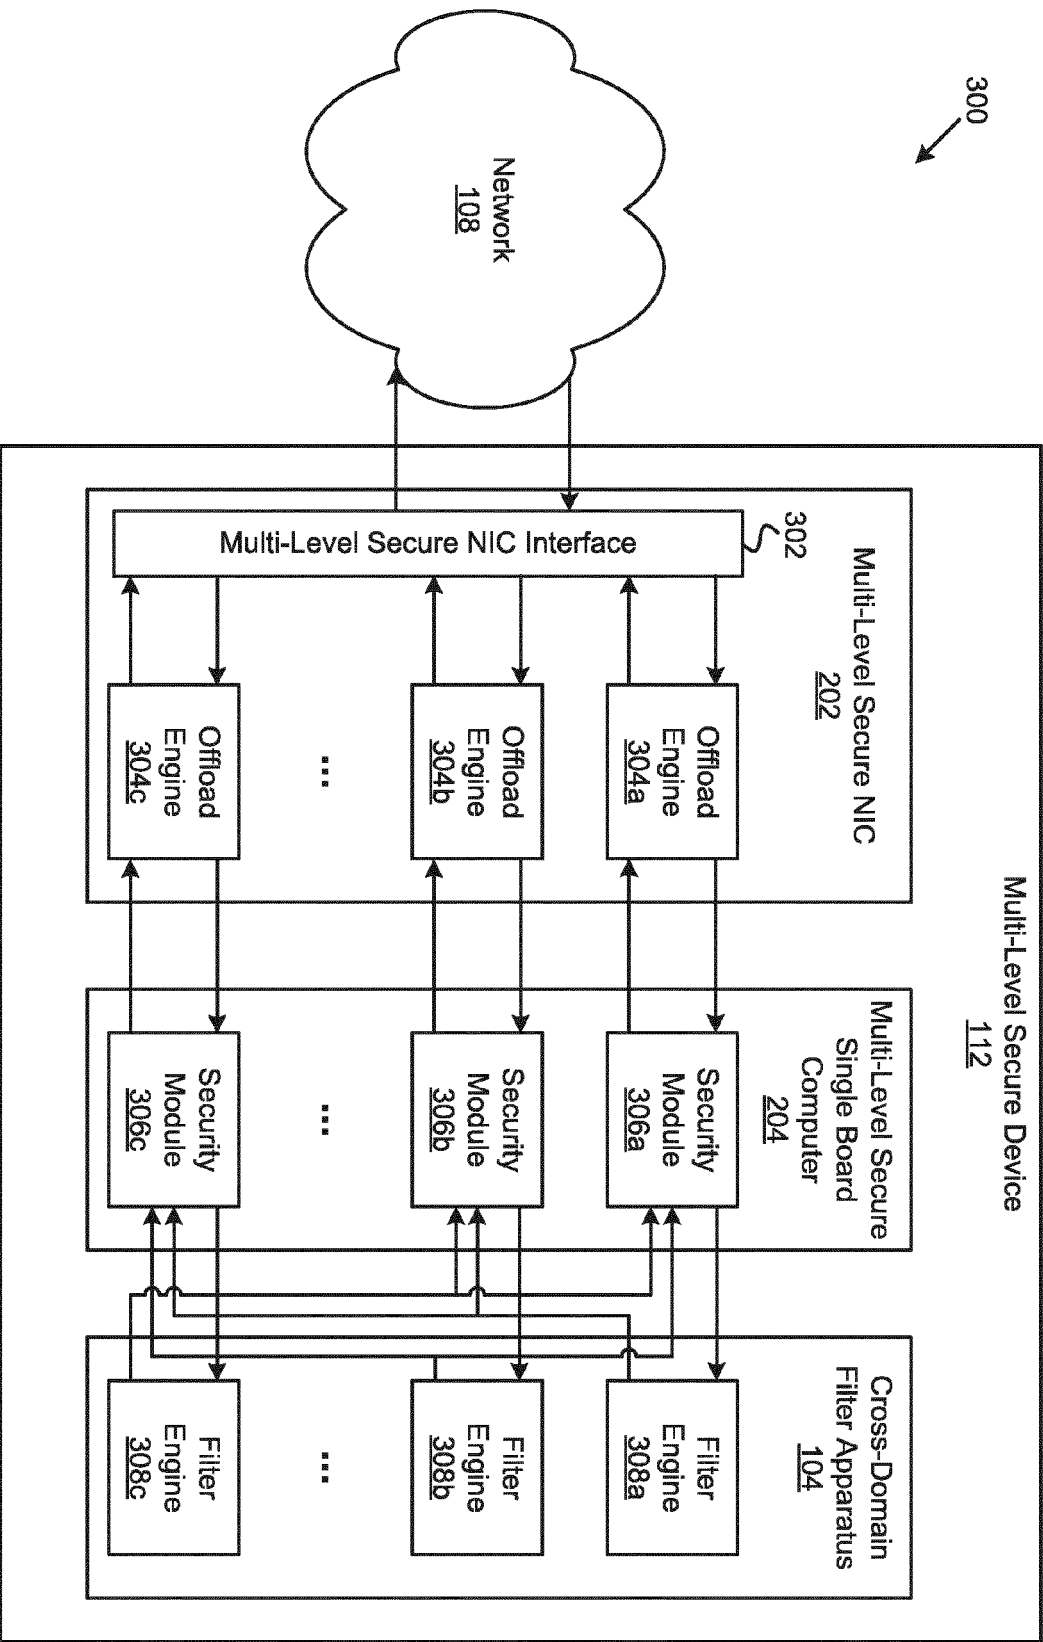 300
Multi-Level Secure Device
112
Network
108
Multi-Level Secure NIC
202
302
Multi-Level Secure NIC Interface
Offload
Engine
304a
Offload
Engine
304b
...
Offload
Engine
304c
Multi-Level Secure
Single Board
Computer
204
Security
Module
306a
Security
Module
306b
...
Security
Module
306c
Cross-Domain
Filter Apparatus
104
Filter
Engine
308a
Filter
Engine
308b
...
Filter
Engine
308c